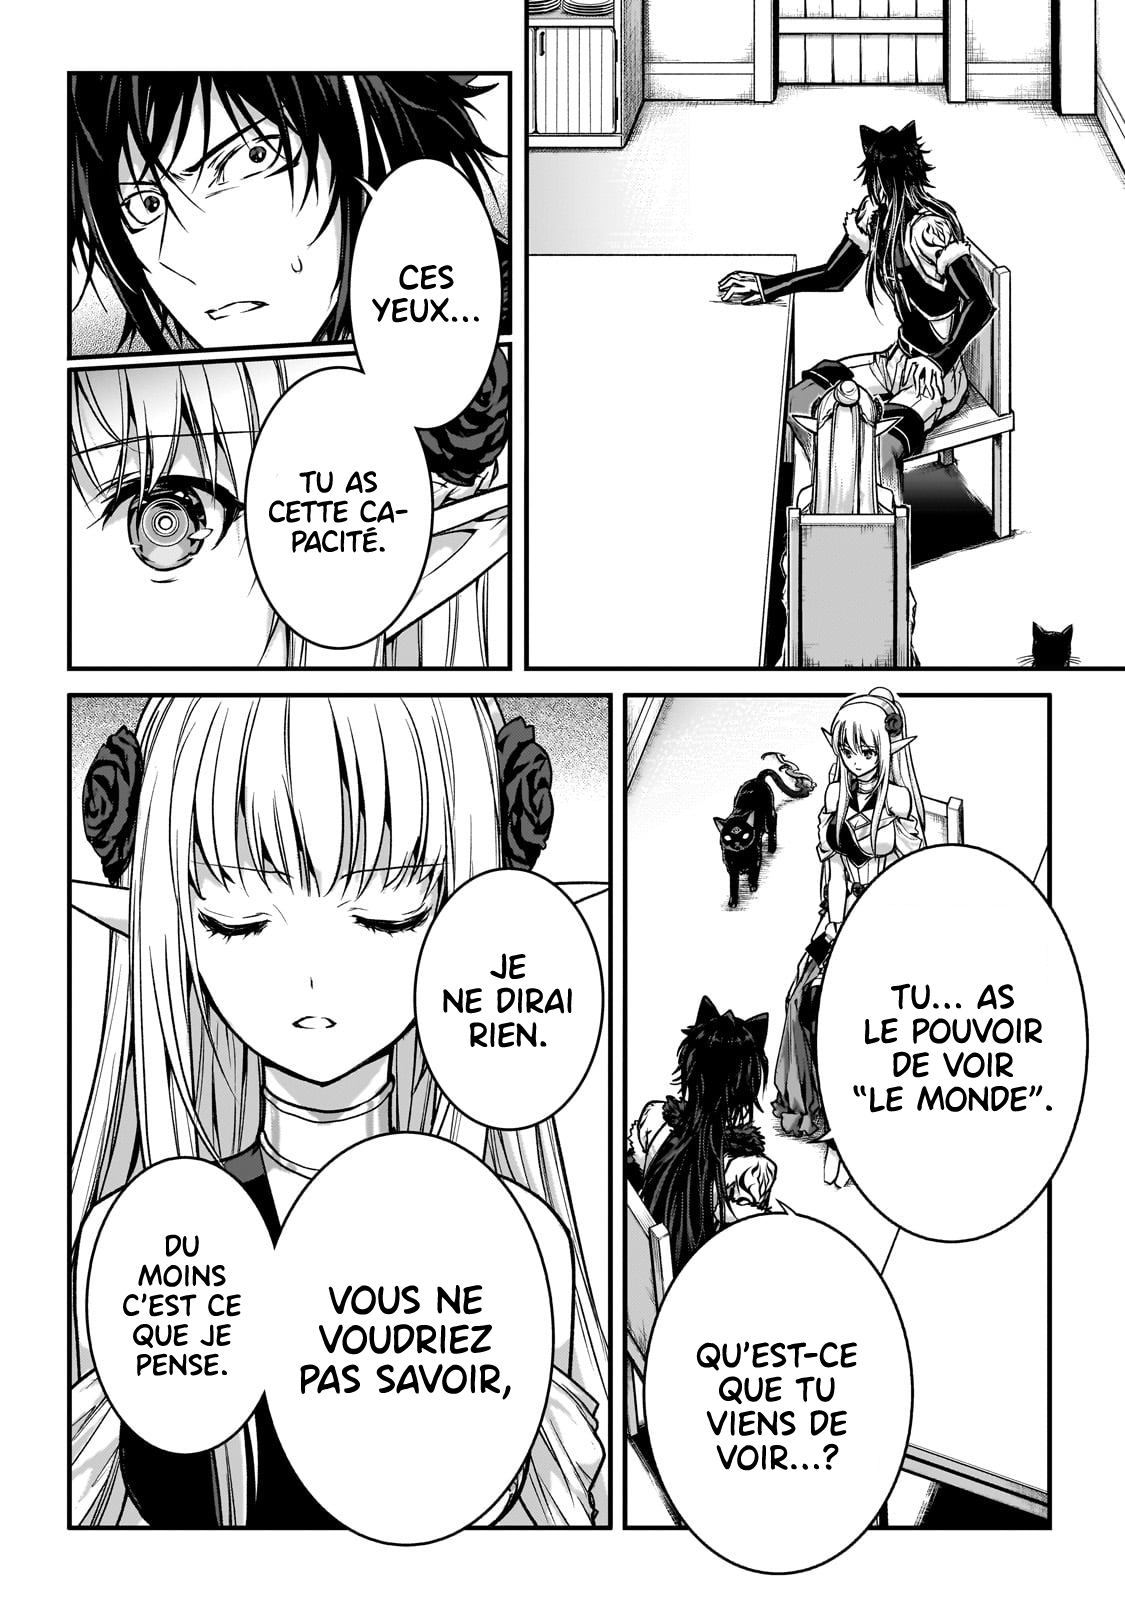 CES
YEUX...
TU AS
CETTE CA-
PACITÉ.
TU... AS
LE POUVOIR
DE VOIR
“LE MONDE”.
QU'EST-CE
QUE TU
VIENS DE
VOIR...?
JE
NE DIRAI
RIEN.
VOUS NE
VOUDRIEZ
PAS SAVOIR,
DU
MOINS
C'EST CE
QUE JE
PENSE.